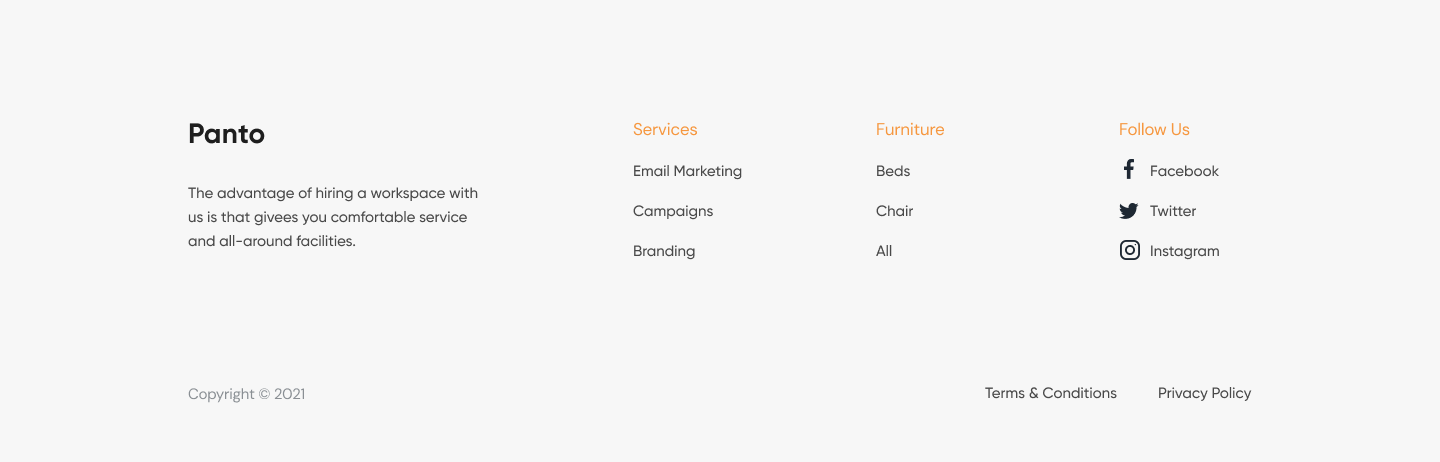 Panto
The advantage of hiring a workspace with
us is that givees you comfortable service
and all-around facilities.
Services
Email Marketing
Campaigns
Branding
Furniture
Beds
Chair
All
Follow Us
Facebook
Twitter
Instagram
Copyright © 2021
Terms & Conditions
Privacy Policy